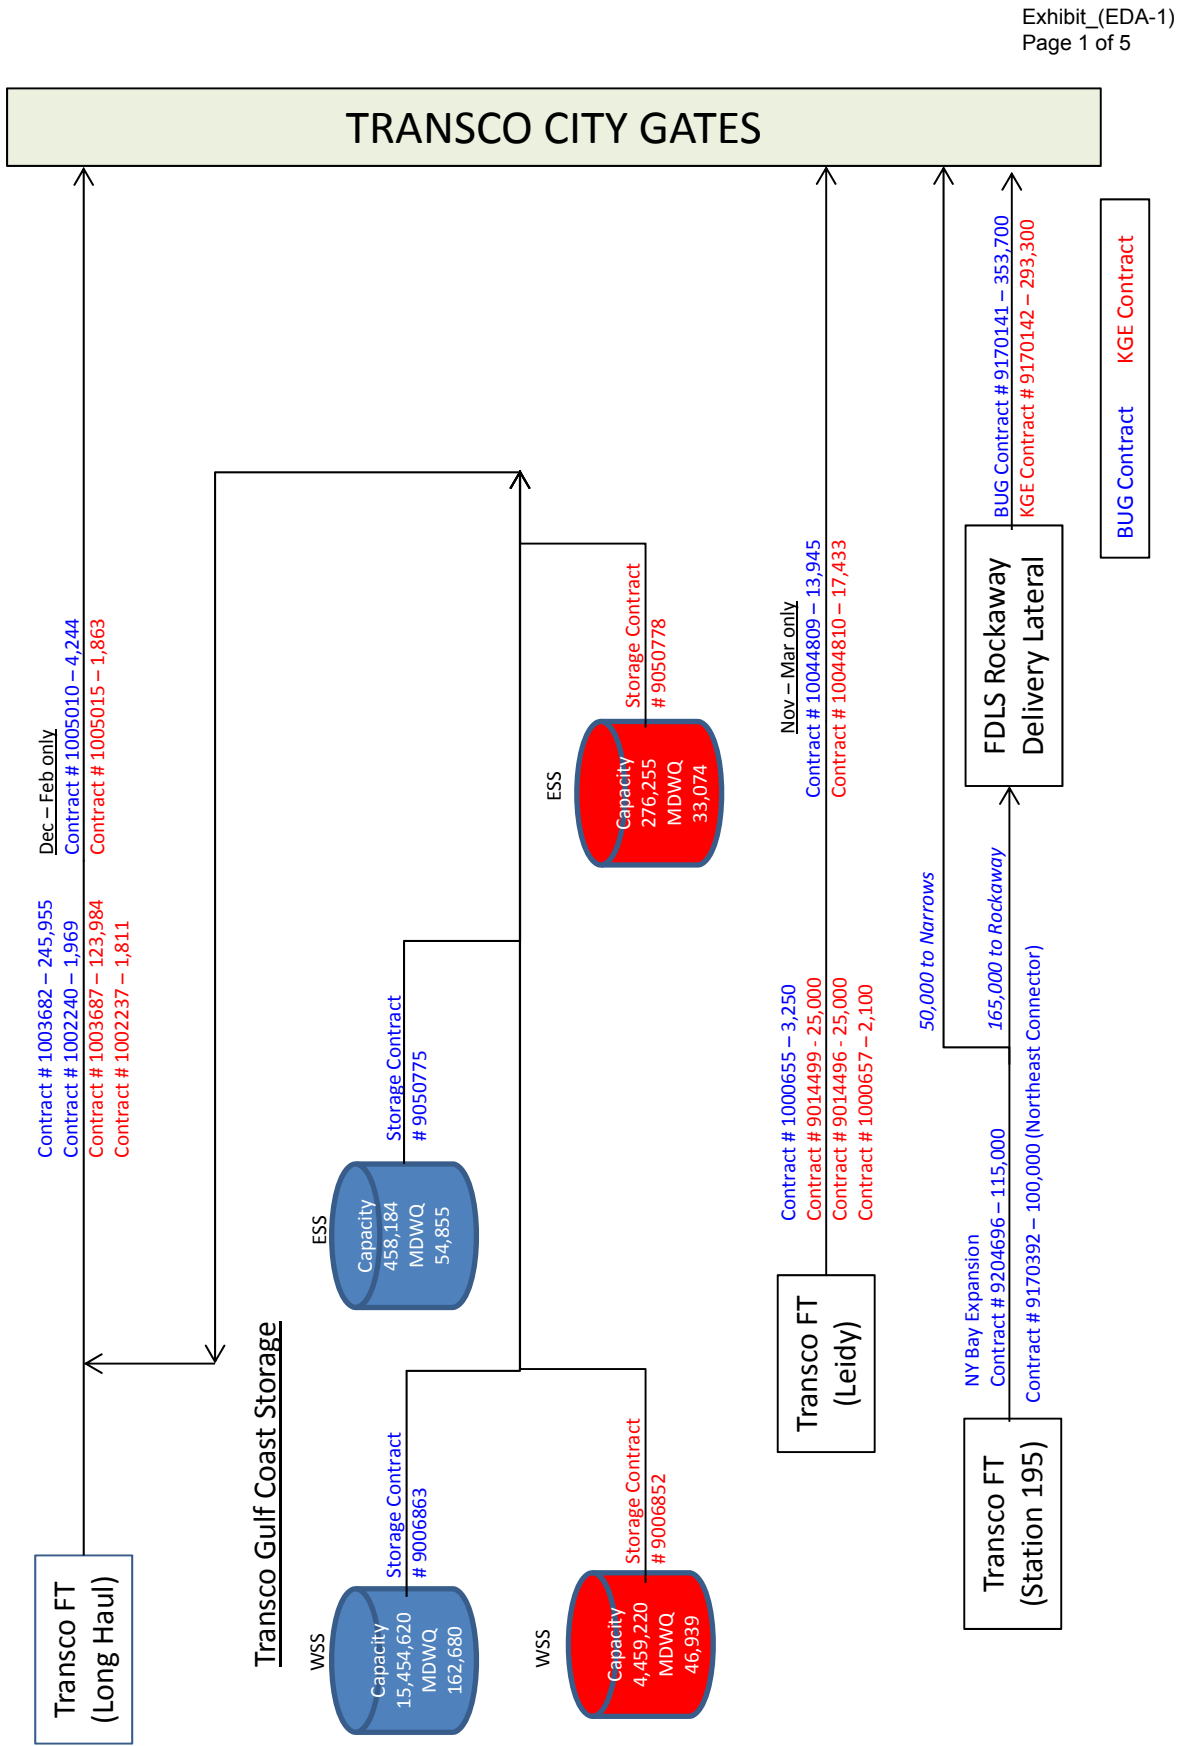 Exhibit_(EDA-1)
Page 1 of 5
TRANSCO CITY GATES
Transco FT
(Long Haul)
Contract # 1003682 – 245,955
Contract # 1002240 – 1,969
Contract # 1003687 – 123,984
Contract # 1002237 – 1,811
Dec – Feb only
Contract # 1005010 – 4,244
Contract # 1005015 – 1,863
Transco Gulf Coast Storage
WSS
Capacity
15,454,620
MDWQ
162,680
Storage Contract
# 9006863
ESS
Capacity
458,184
MDWQ
54,855
Storage Contract
# 9050775
WSS
Capacity
4,459,220
MDWQ
46,939
Storage Contract
# 9006852
ESS
Capacity
276,255
MDWQ
33,074
Storage Contract
# 9050778
Transco FT
(Leidy)
Contract # 1000655 – 3,250
Contract # 9014499 - 25,000
Contract # 9014496 - 25,000
Contract # 1000657 – 2,100
Nov – Mar only
Contract # 10044809 – 13,945
Contract # 10044810 – 17,433
Transco FT
(Station 195)
NY Bay Expansion
Contract # 9204696 – 115,000
Contract # 9170392 – 100,000 (Northeast Connector)
50,000 to Narrows
165,000 to Rockaway
FDLS Rockaway
Delivery Lateral
BUG Contract # 9170141 – 353,700
KGE Contract # 9170142 – 293,300
BUG Contract KGE Contract